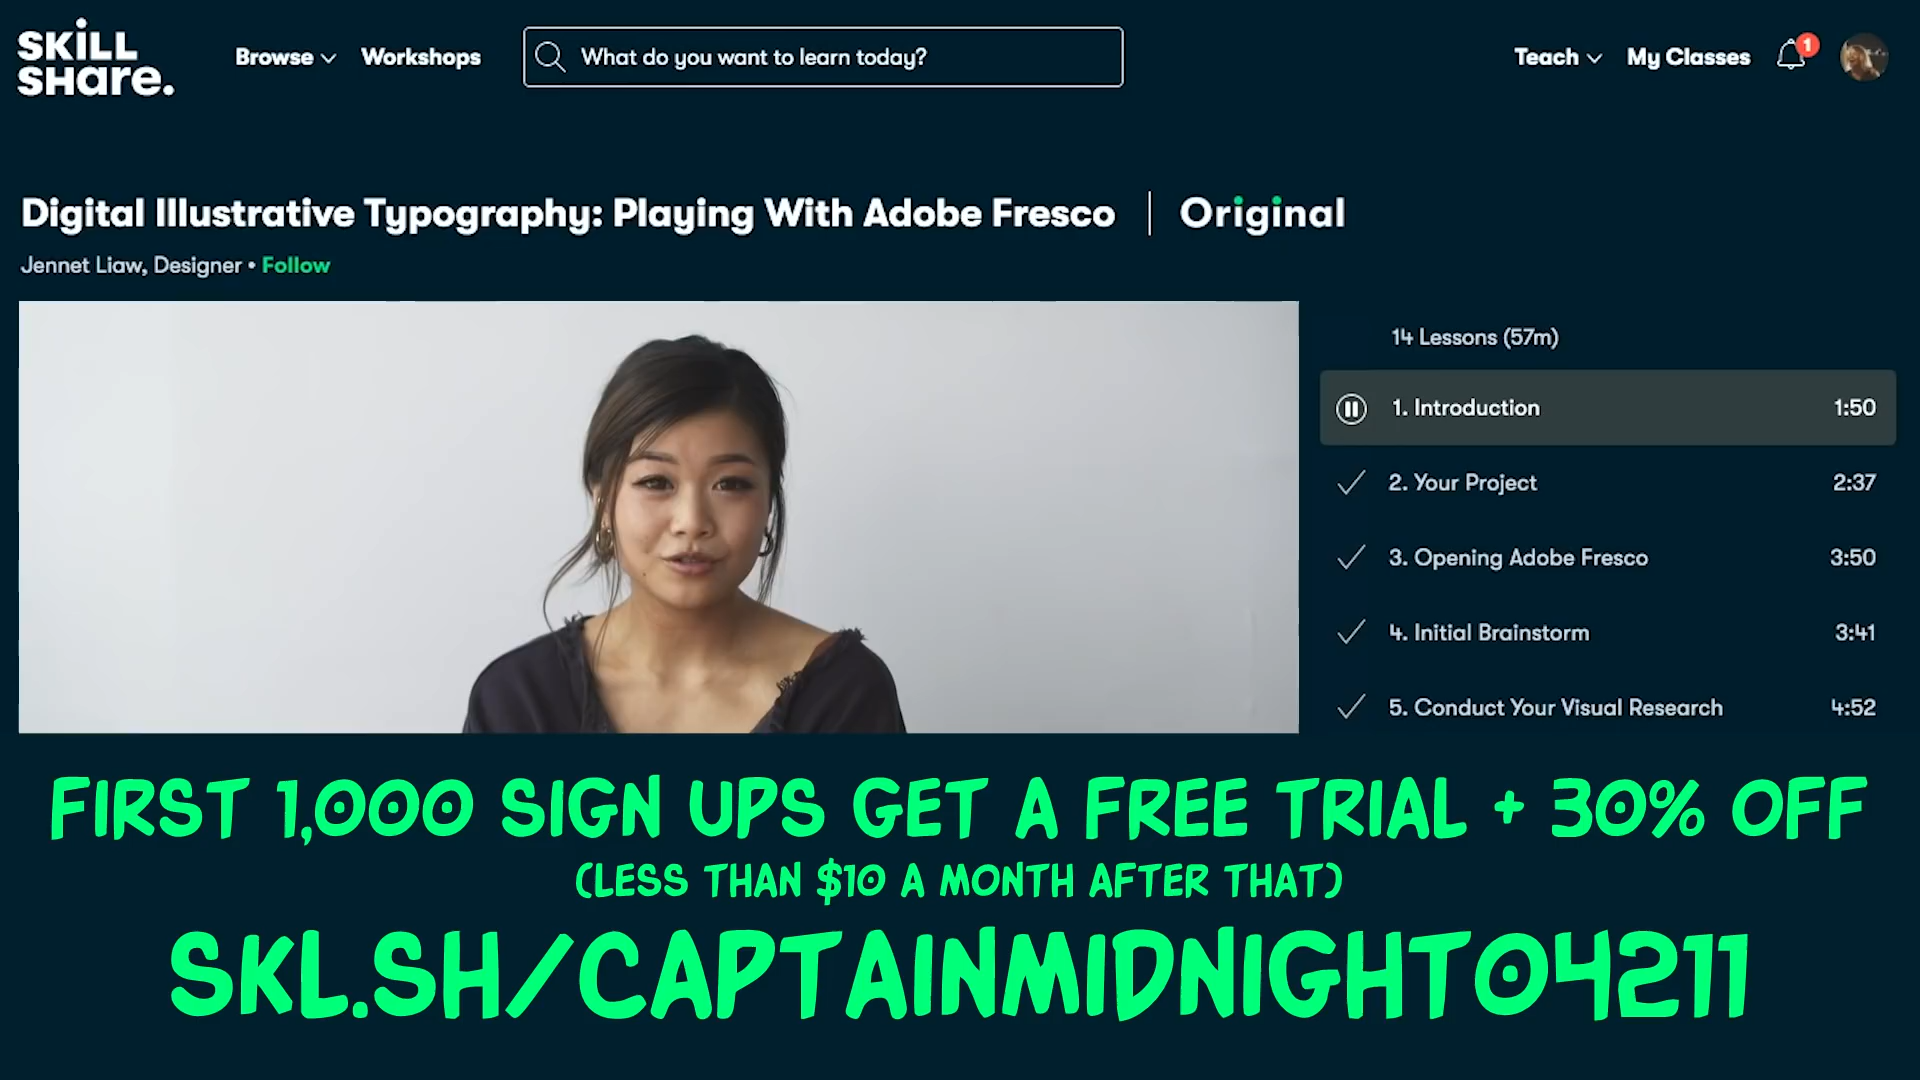 SKILL
SHare.
Browse
Workshops
What do you want to learn today?
Teach
My Classes
1
Digital Illustrative Typography: Playing With Adobe Fresco | Original
Jennet Liaw, Designer • Follow
14 Lessons (57m)
1. Introduction 1:50
2. Your Project 2:37
3. Opening Adobe Fresco 3:50
4. Initial Brainstorm 3:41
5. Conduct Your Visual Research 4:52
FIRST 1,000 SIGN UPS GET A FREE TRIAL + 30% OFF
(LESS THAN $10 A MONTH AFTER THAT)
SKL.SH/CAPTAINMIDNIGHT04211